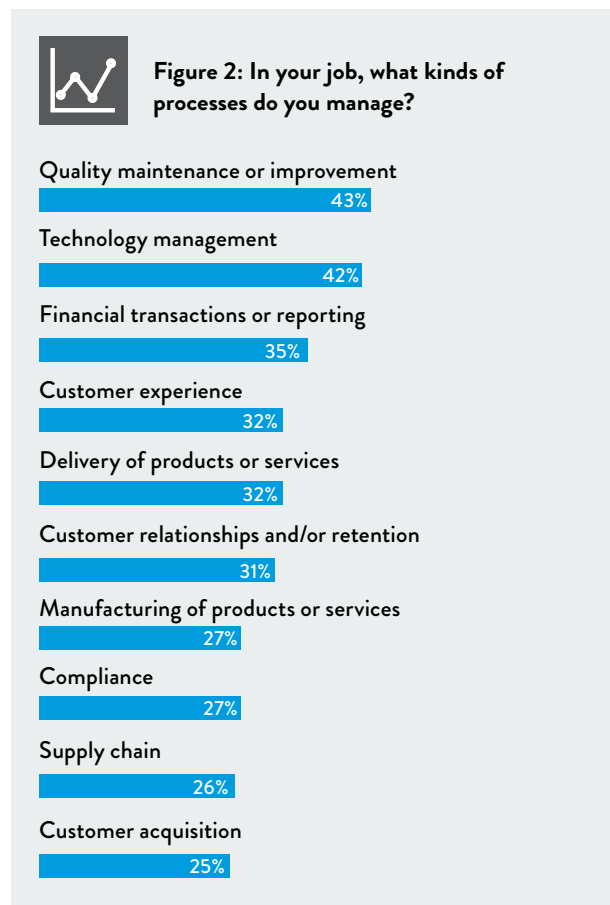 Figure 2: In your job, what kinds of
processes do you manage?
Quality maintenance or improvement
43%
Technology management
42%
Financial transactions or reporting
35%
Customer experience
32%
Delivery of products or services
32%
Customer relationships and/or retention
31%
Manufacturing of products or services
27%
Compliance
27%
Supply chain
26%
Customer acquisition
25%